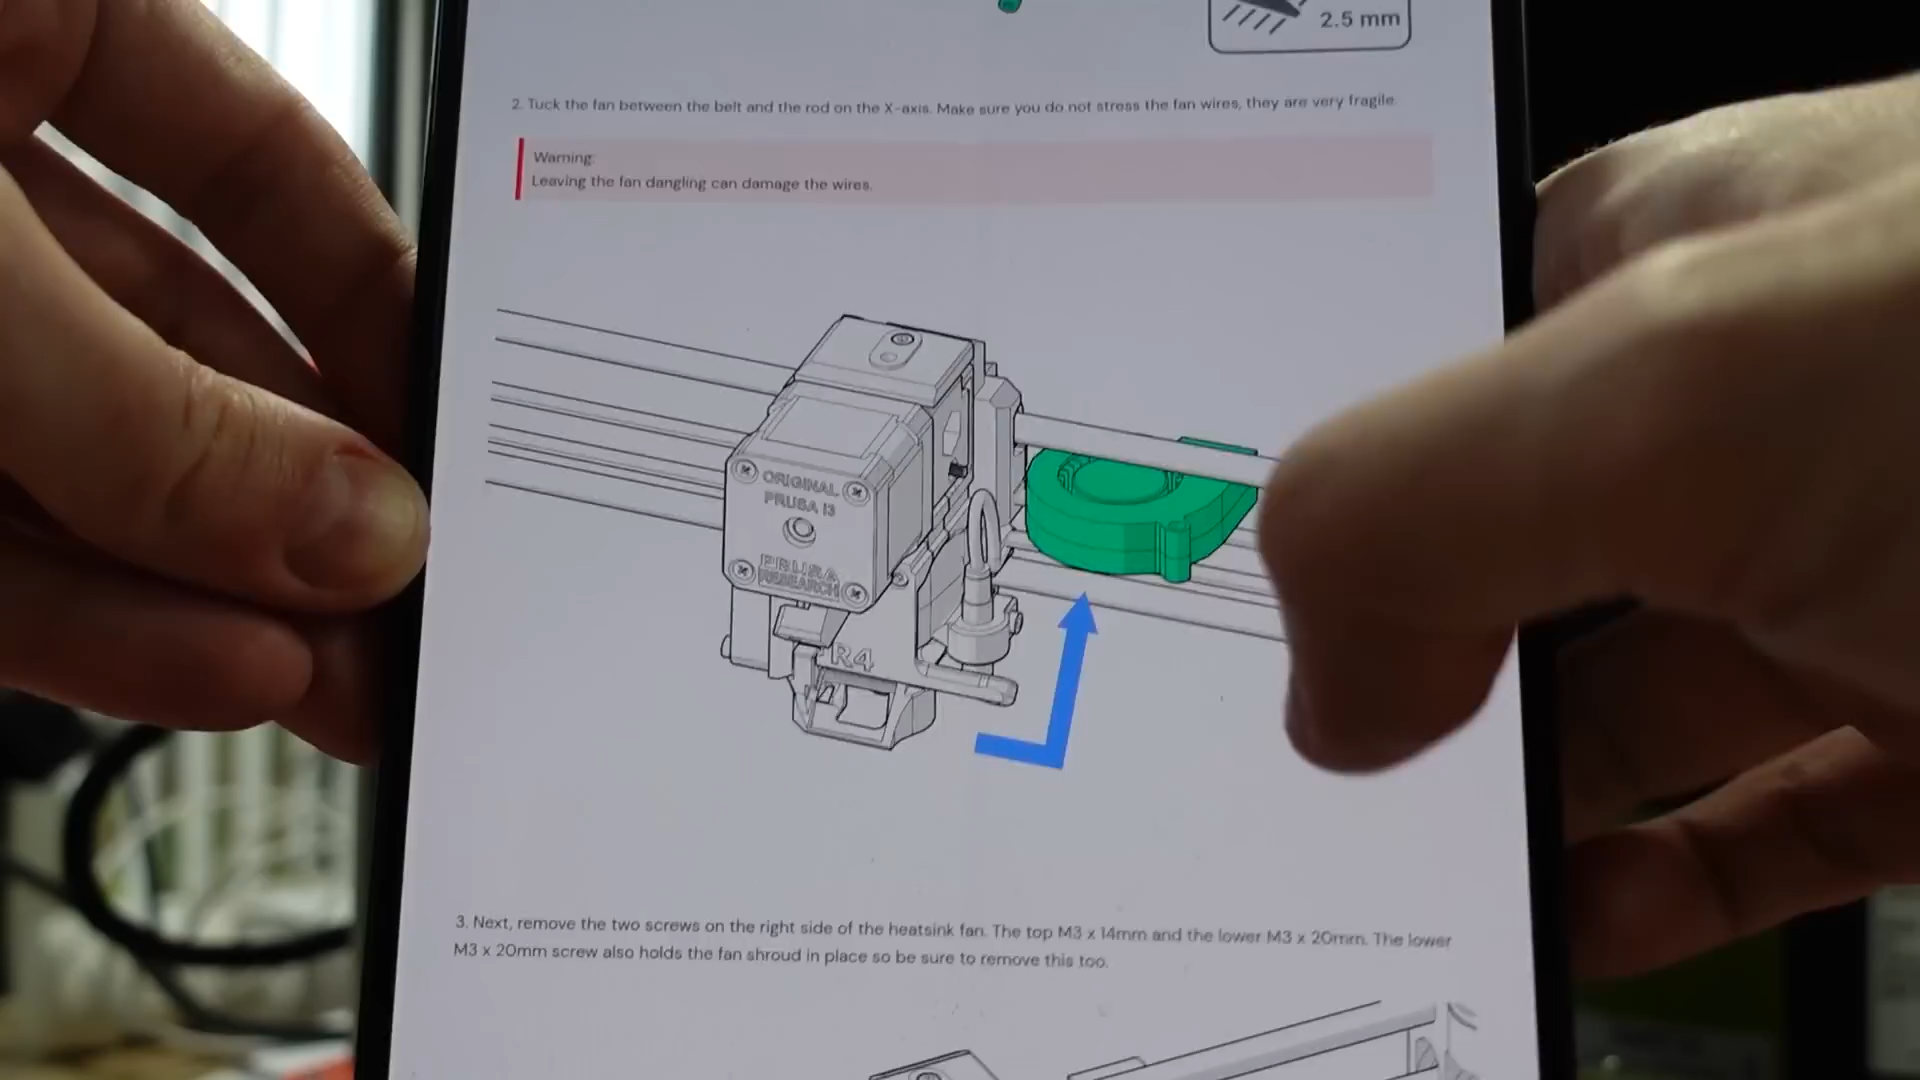 2.5 mm
2. Tuck the fan between the belt and the rod on the X-axis. Make sure you do not stress the fan wires, they are very fragile.
Warning:
Leaving the fan dangling can damage the wires.
ORIGINAL
PRUSA i3
PRUSA
RESEARCH
R4
3. Next, remove the two screws on the right side of the heatsink fan. The top M3 x 14mm and the lower M3 x 20mm. The lower
M3 x 20mm screw also holds the fan shroud in place so be sure to remove this too.